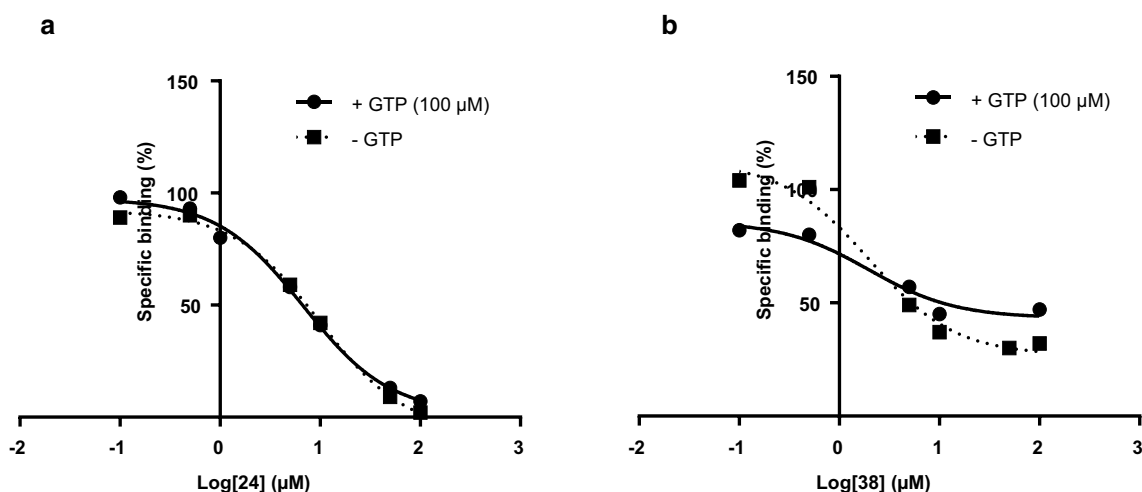 a
150
100
50
Specific binding (%)
+ GTP (100 µM)
- GTP
-2 -1 0 1 2 3
Log[24] (µM)
b
150
100
50
Specific binding (%)
+ GTP (100 µM)
- GTP
-2 -1 0 1 2 3
Log[38] (µM)